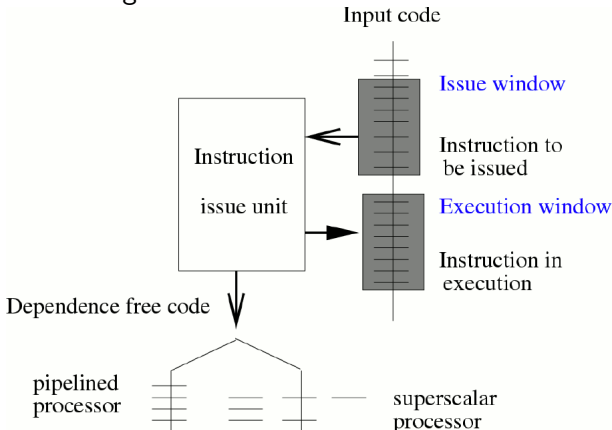 Input code
Issue window
Instruction
Instruction to
be issued
issue unit
Execution window
Instruction in
execution
Dependence free code
pipelined
processor
superscalar
processor